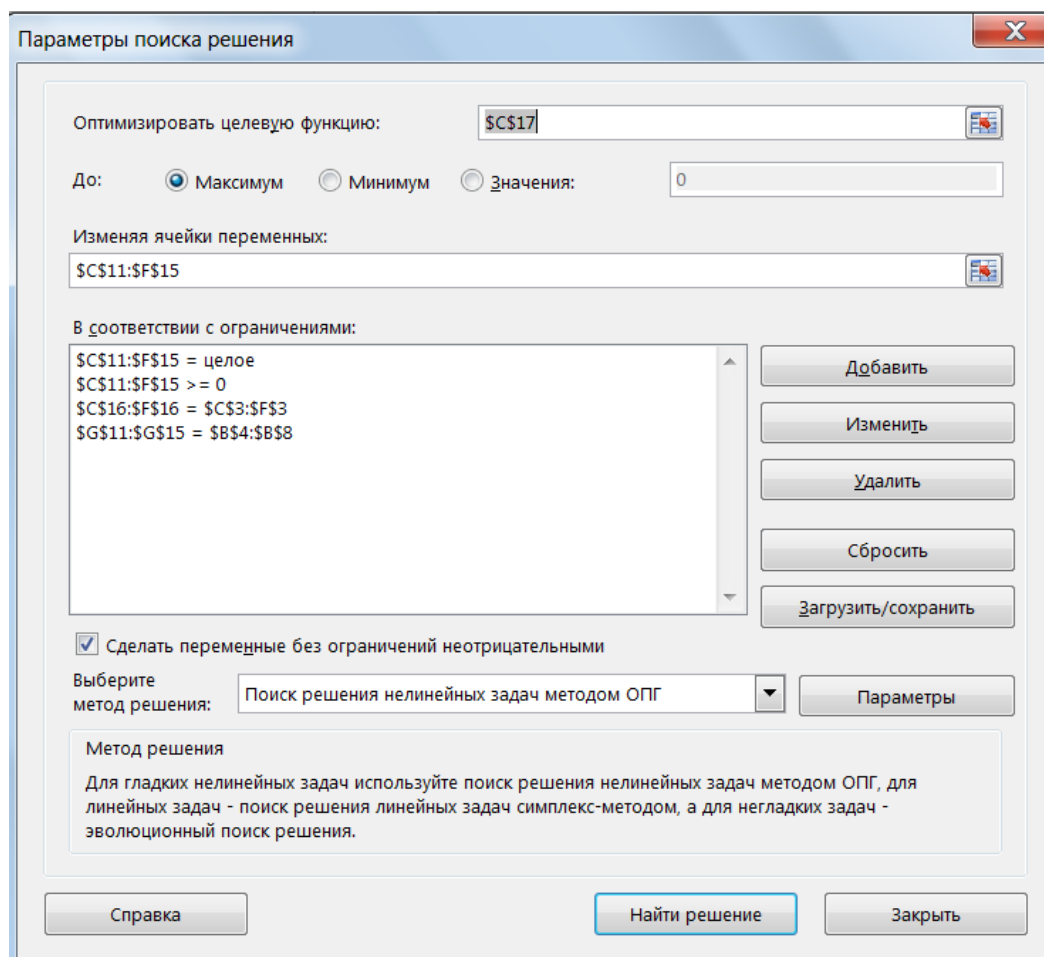 Параметры поиска решения
X
Оптимизировать целевую функцию: $C$17
До: Максимум Минимум Значения: 0
Изменяя ячейки переменных:
$C$11:$F$15
В соответствии с ограничениями:
$C$11:$F$15 = целое
$C$11:$F$15 >= 0
$C$16:$F$16 = $C$3:$F$3
$G$11:$G$15 = $B$4:$B$8
Добавить
Изменить
Удалить
Сбросить
Загрузить/сохранить
Сделать переменные без ограничений неотрицательными
Выберите
метод решения:
Поиск решения нелинейных задач методом ОПГ
Параметры
Метод решения
Для гладких нелинейных задач используйте поиск решения нелинейных задач методом ОПГ, для
линейных задач - поиск решения линейных задач симплекс-методом, а для негладких задач -
эволюционный поиск решения.
Справка Найти решение Закрыть